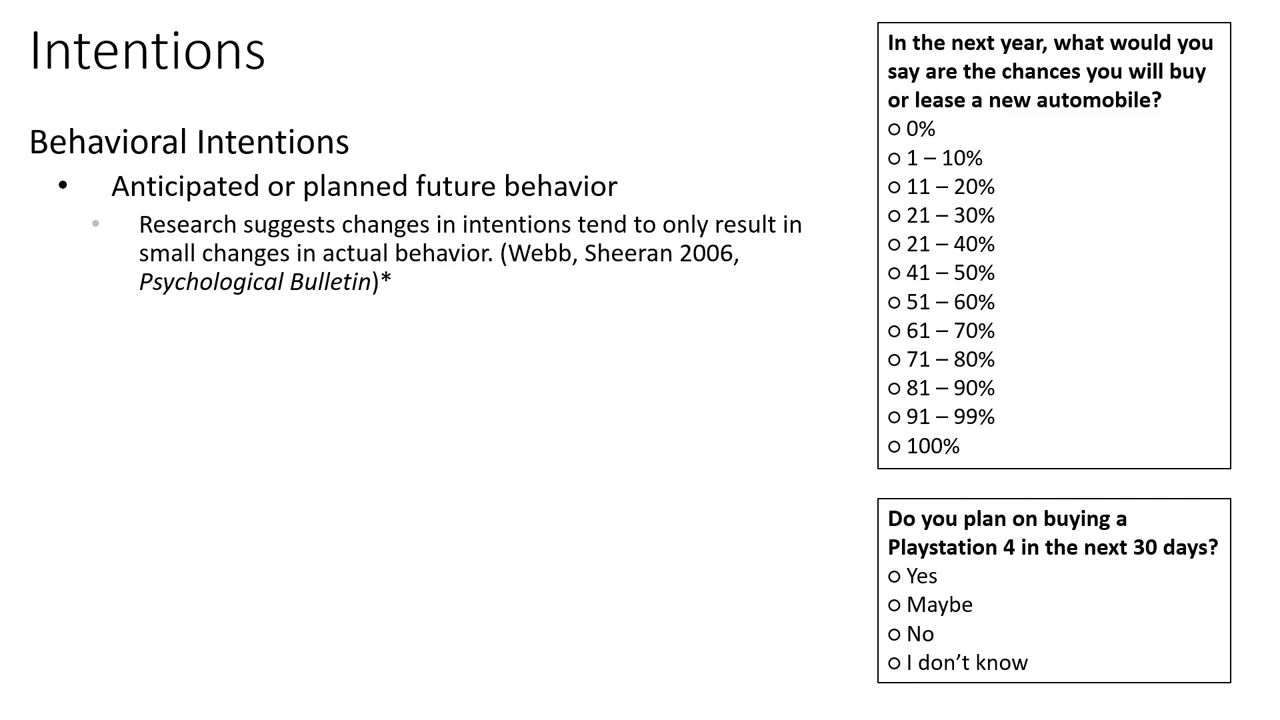 Intentions
Behavioral Intentions
• Anticipated or planned future behavior
• Research suggests changes in intentions tend to only result in
small changes in actual behavior. (Webb, Sheeran 2006,
Psychological Bulletin)*
In the next year, what would you
say are the chances you will buy
or lease a new automobile?
○ 0%
○ 1 – 10%
○ 11 – 20%
○ 21 – 30%
○ 21 – 40%
○ 41 – 50%
○ 51 – 60%
○ 61 – 70%
○ 71 – 80%
○ 81 – 90%
○ 91 – 99%
○ 100%
Do you plan on buying a
Playstation 4 in the next 30 days?
○ Yes
○ Maybe
○ No
○ I don’t know